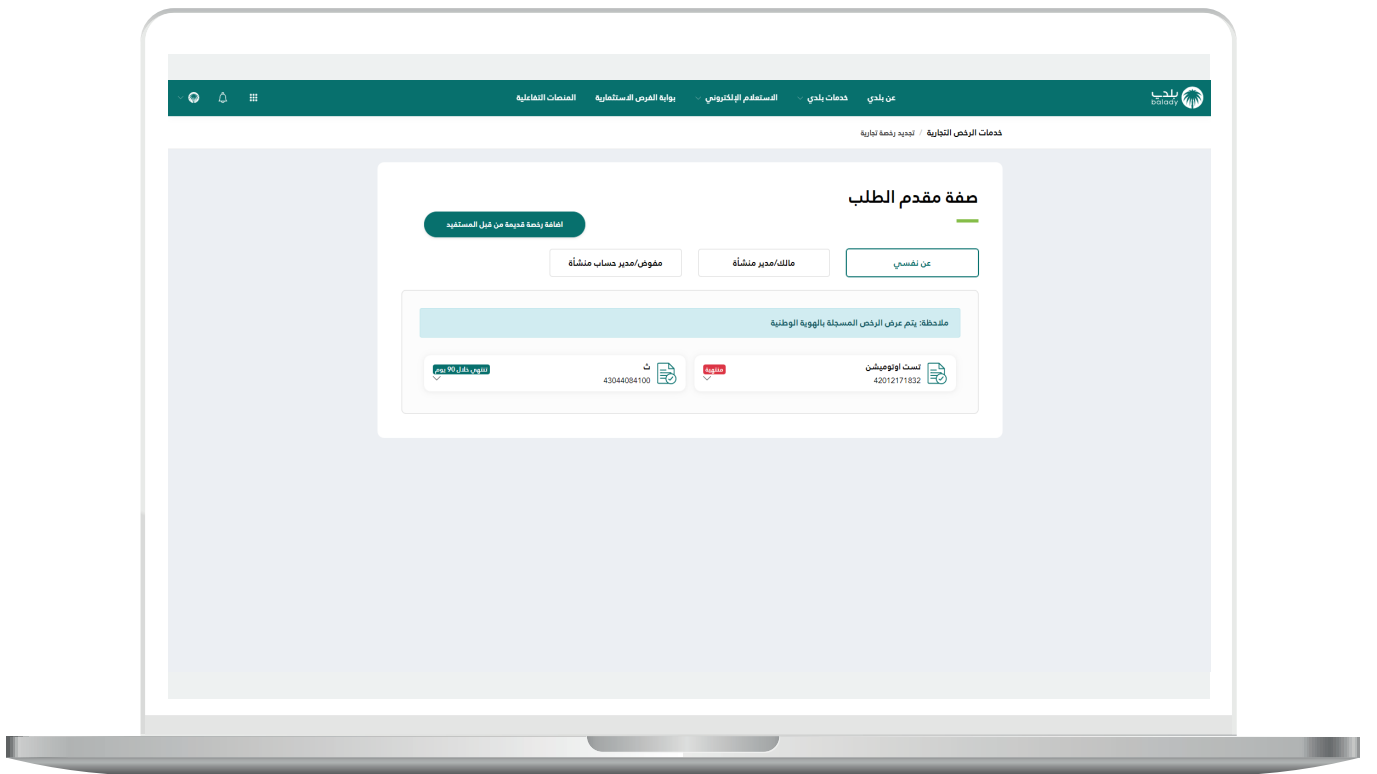 بلدي
balady
عن بلدي خدمات بلدي الاستعلام الإلكتروني بوابة الفرص الاستثمارية المنصات التفاعلية
خدمات الرخص التجارية / تجديد رخصة تجارية
صفة مقدم الطلب
اضافة رخصة قديمة من قبل المستفيد
عن نفسي مالك/مدير منشأة مفوض/مدير حساب منشأة
ملاحظة: يتم عرض الرخص المسجلة بالهوية الوطنية
تست اوتوميشن منتهية
42012171832
ث تنتهي خلال 90 يوم
43044084100